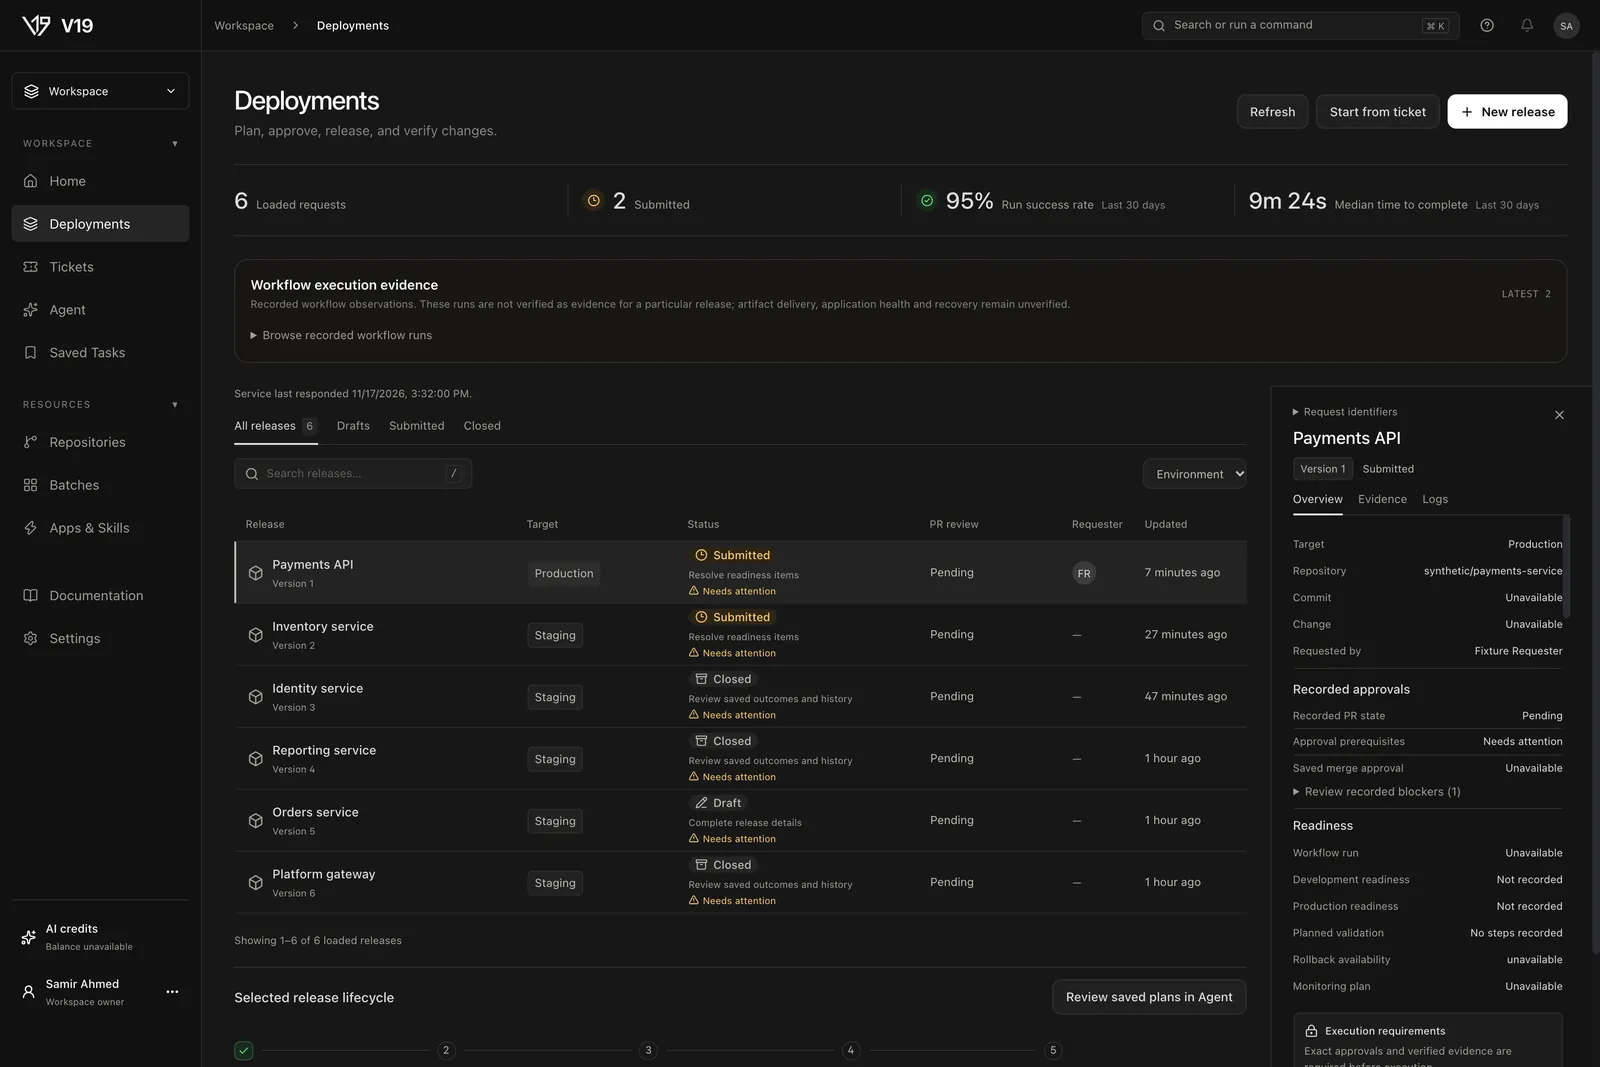 V19
Workspace > Deployments
Search or run a command
⌘ K
SA
Workspace
WORKSPACE
Home
Deployments
Tickets
Agent
Saved Tasks
RESOURCES
Repositories
Batches
Apps & Skills
Documentation
Settings
AI credits
Balance unavailable
Samir Ahmed
Workspace owner
Deployments
Plan, approve, release, and verify changes.
Refresh
Start from ticket
+ New release
6 Loaded requests
2 Submitted
95% Run success rate Last 30 days
9m 24s Median time to complete Last 30 days
Workflow execution evidence
Recorded workflow observations. These runs are not verified as evidence for a particular release; artifact delivery, application health and recovery remain unverified.
LATEST 2
Browse recorded workflow runs
Service last responded 11/17/2026, 3:32:00 PM.
All releases 6 Drafts Submitted Closed
Search releases... /
Environment
Release Target Status PR review Requester Updated
Payments API
Version 1
Production
Submitted
Resolve readiness items
Needs attention
Pending
FR
7 minutes ago
Inventory service
Version 2
Staging
Submitted
Resolve readiness items
Needs attention
Pending
—
27 minutes ago
Identity service
Version 3
Staging
Closed
Review saved outcomes and history
Needs attention
Pending
—
47 minutes ago
Reporting service
Version 4
Staging
Closed
Review saved outcomes and history
Needs attention
Pending
—
1 hour ago
Orders service
Version 5
Staging
Draft
Complete release details
Needs attention
Pending
—
1 hour ago
Platform gateway
Version 6
Staging
Closed
Review saved outcomes and history
Needs attention
Pending
—
1 hour ago
Showing 1–6 of 6 loaded releases
Selected release lifecycle
Review saved plans in Agent
2 3 4 5
Request identifiers
Payments API
Version 1 Submitted
Overview Evidence Logs
Target Production
Repository synthetic/payments-service
Commit Unavailable
Change Unavailable
Requested by Fixture Requester
Recorded approvals
Recorded PR state Pending
Approval prerequisites Needs attention
Saved merge approval Unavailable
Review recorded blockers (1)
Readiness
Workflow run Unavailable
Development readiness Not recorded
Production readiness Not recorded
Planned validation No steps recorded
Rollback availability unavailable
Monitoring plan Unavailable
Execution requirements
Exact approvals and verified evidence are
required before execution